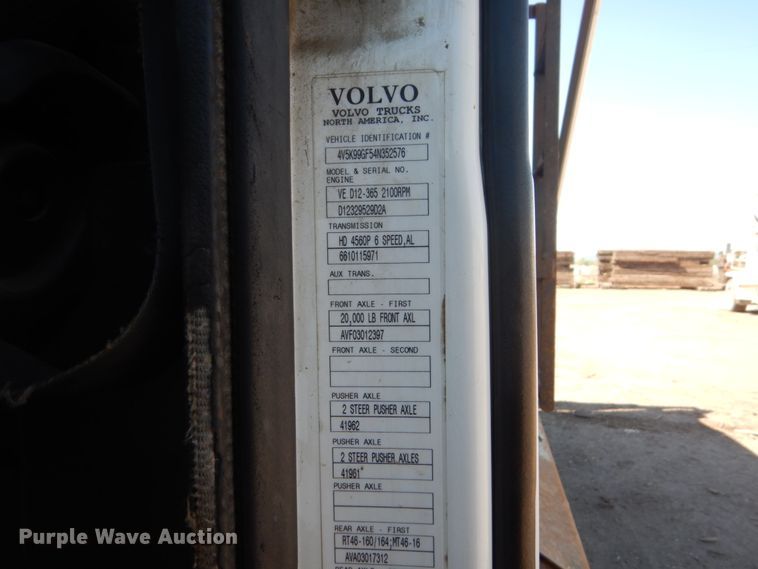 VOLVO
VOLVO TRUCKS
NORTH AMERICA, INC.
VEHICLE IDENTIFICATION #
4V5K99GF54N352576
MODEL & SERIAL NO.
ENGINE
VE D12-365 2100RPM
D12329529D2A
TRANSMISSION
HD 4560P 6 SPEED,AL
6610115971
AUX TRANS.
FRONT AXLE - FIRST
20,000 LB FRONT AXL
AVF03012397
FRONT AXLE - SECOND
PUSHER AXLE
2 STEER PUSHER AXLE
41962
PUSHER AXLE
2 STEER PUSHER AXLES
41961*
PUSHER AXLE
REAR AXLE - FIRST
RT46-160/164;MT46-16
AVA03017312
REAR AXLE
Purple Wave Auction